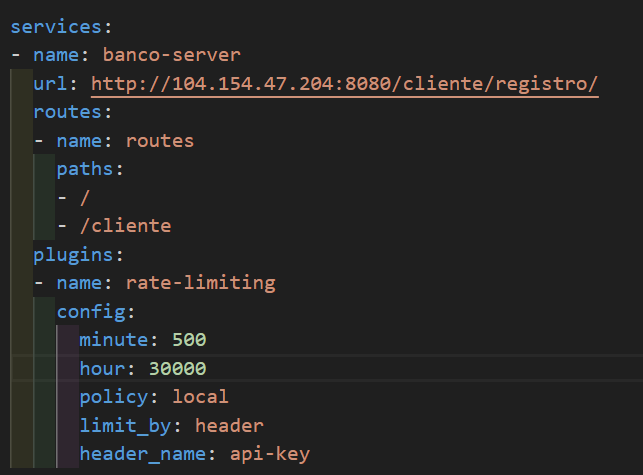 services:
- name: banco-server
  url: http://104.154.47.204:8080/cliente/registro/
  routes:
  - name: routes
    paths:
    - /
    - /cliente
  plugins:
  - name: rate-limiting
    config:
      minute: 500
      hour: 30000
      policy: local
      limit_by: header
      header_name: api-key